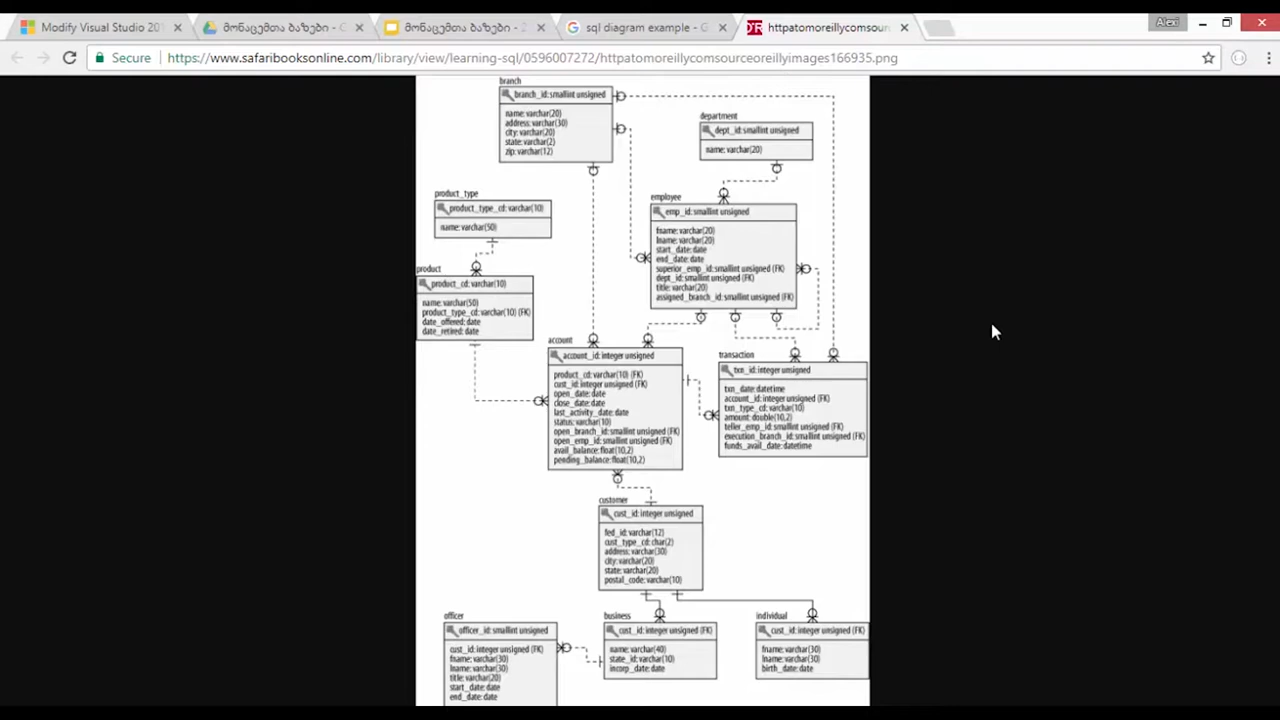 Modify Visual Studio 201
მონაცემთა ბაზები - C
მონაცემთა ბაზები - 2
sql diagram example - G
httpatomoreillycomsourc
Alexi
Secure
https://www.safaribooksonline.com/library/view/learning-sql/0596007272/httpatomoreillycomsourceoreillyimages166935.png
branch
branch_id: smallint unsigned
name: varchar(20)
address: varchar(30)
city: varchar(20)
state: varchar(2)
zip: varchar(12)
department
dept_id: smallint unsigned
name: varchar(20)
product_type
product_type_cd: varchar(10)
name: varchar(50)
employee
emp_id: smallint unsigned
fname: varchar(20)
lname: varchar(20)
start_date: date
end_date: date
superior_emp_id: smallint unsigned (FK)
dept_id: smallint unsigned (FK)
title: varchar(20)
assigned_branch_id: smallint unsigned (FK)
product
product_cd: varchar(10)
name: varchar(50)
product_type_cd: varchar(10) (FK)
date_offered: date
date_retired: date
account
account_id: integer unsigned
product_cd: varchar(10) (FK)
cust_id: integer unsigned (FK)
open_date: date
close_date: date
last_activity_date: date
status: varchar(10)
open_branch_id: smallint unsigned (FK)
open_emp_id: smallint unsigned (FK)
avail_balance: float(10,2)
pending_balance: float(10,2)
transaction
txn_id: integer unsigned
txn_date: datetime
account_id: integer unsigned (FK)
txn_type_cd: varchar(10)
amount: double(10,2)
teller_emp_id: smallint unsigned (FK)
execution_branch_id: smallint unsigned (FK)
funds_avail_date: datetime
customer
cust_id: integer unsigned
fed_id: varchar(12)
cust_type_cd: char(2)
address: varchar(30)
city: varchar(20)
state: varchar(20)
postal_code: varchar(10)
officer
officer_id: smallint unsigned
cust_id: integer unsigned (FK)
fname: varchar(30)
lname: varchar(30)
title: varchar(20)
start_date: date
end_date: date
business
cust_id: integer unsigned (FK)
name: varchar(40)
state_id: varchar(10)
incorp_date: date
individual
cust_id: integer unsigned (FK)
fname: varchar(30)
lname: varchar(30)
birth_date: date